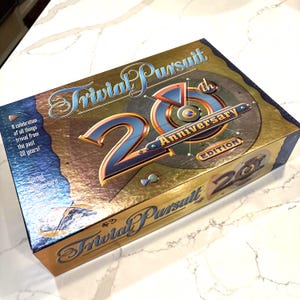 Trivial Pursuit
A celebration
of all things
trivial from
the past
20 years!
20th
Anniversary
EDITION
Trivial Pursuit
20th